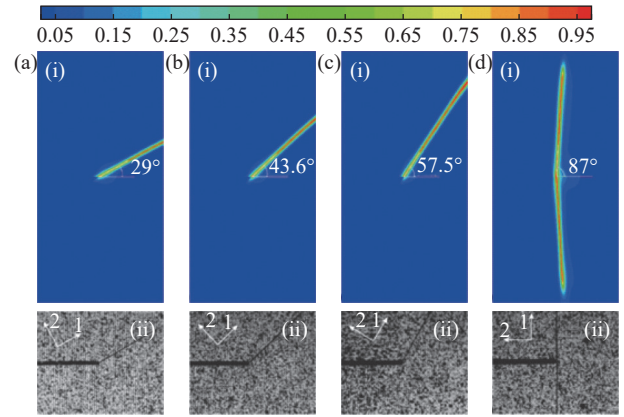 0.05 0.15 0.25 0.35 0.45 0.55 0.65 0.75 0.85 0.95
(a) (i) (b) (i) (c) (i) (d) (i)
29° 43.6° 57.5° 87°
2 1 (ii) 2 1 (ii) 2 1 (ii) 1 2 (ii)